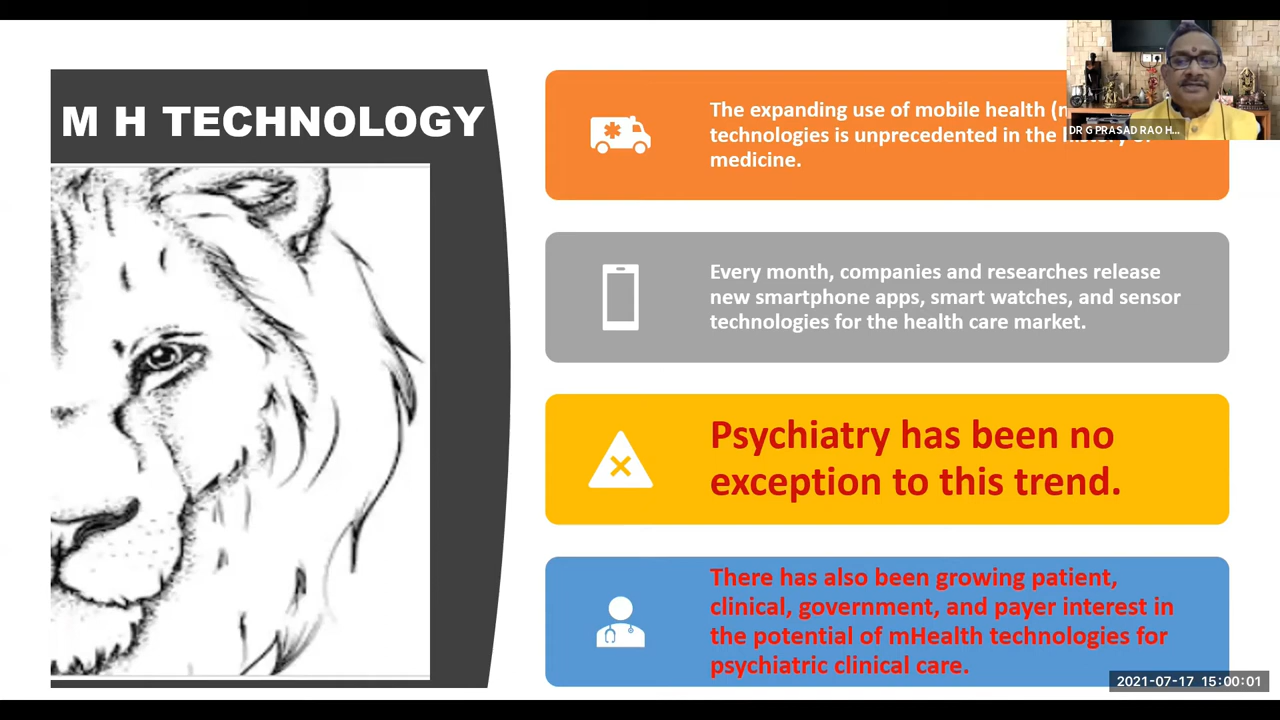 M H TECHNOLOGY
The expanding use of mobile health (
technologies is unprecedented in the history of
medicine.
DR G PRASAD RAO H...
Every month, companies and researches release
new smartphone apps, smart watches, and sensor
technologies for the health care market.
Psychiatry has been no
exception to this trend.
There has also been growing patient,
clinical, government, and payer interest in
the potential of mHealth technologies for
psychiatric clinical care.
2021-07-17 15:00:01